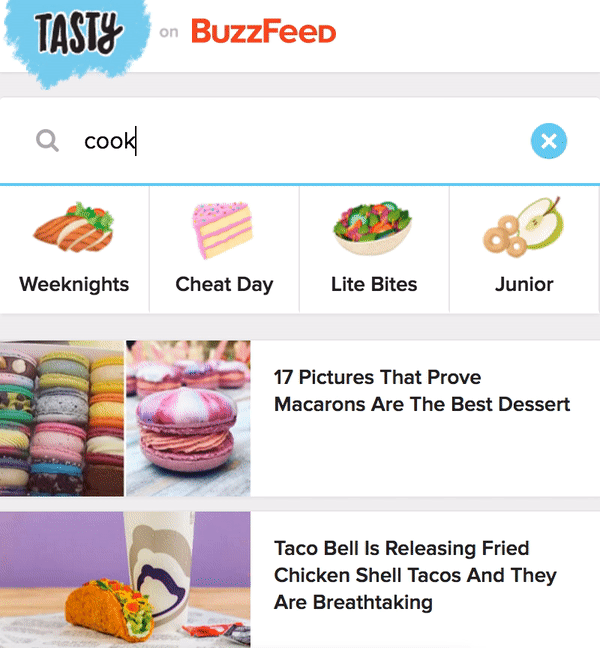 TASTY on BuzzFeed
cook
Weeknights Cheat Day Lite Bites Junior
17 Pictures That Prove
Macarons Are The Best Dessert
Taco Bell Is Releasing Fried
Chicken Shell Tacos And They
Are Breathtaking